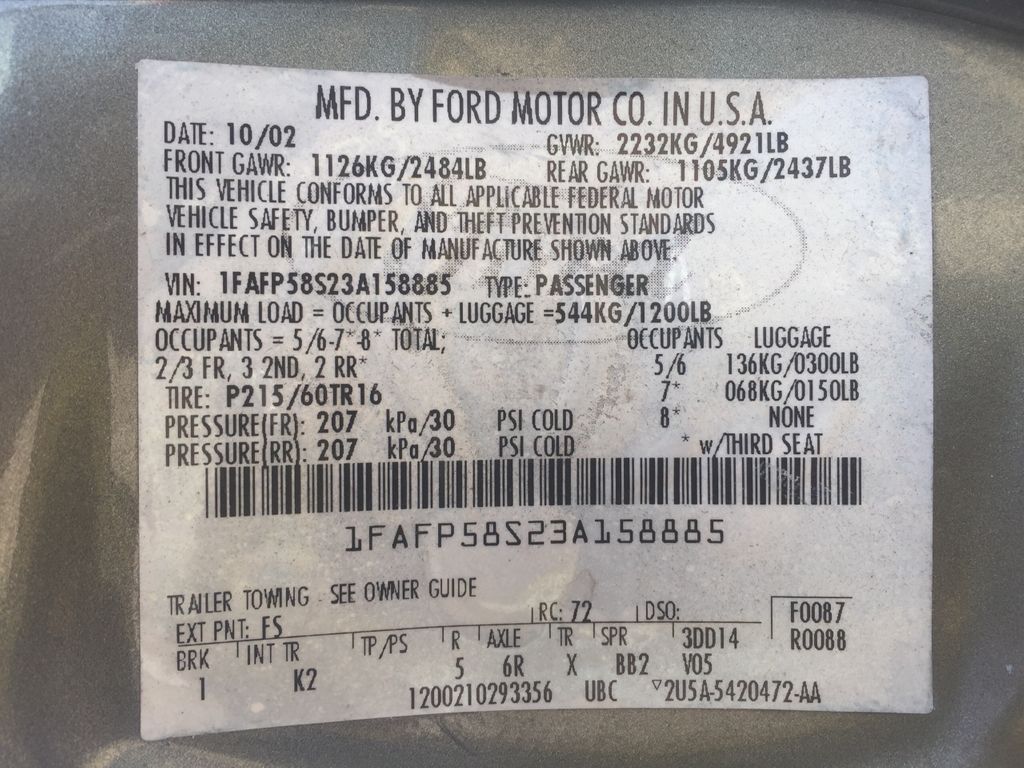 MFD. BY FORD MOTOR CO. IN U.S.A.
DATE: 10/02 GVWR: 2232KG/4921LB
FRONT GAWR: 1126KG/2484LB REAR GAWR: 1105KG/2437LB
THIS VEHICLE CONFORMS TO ALL APPLICABLE FEDERAL MOTOR
VEHICLE SAFETY, BUMPER, AND THEFT PREVENTION STANDARDS
IN EFFECT ON THE DATE OF MANUFACTURE SHOWN ABOVE.
VIN: 1FAFP58S23A158885 TYPE: PASSENGER
MAXIMUM LOAD = OCCUPANTS + LUGGAGE =544KG/1200LB
OCCUPANTS = 5/6-7*-8* TOTAL; OCCUPANTS LUGGAGE
2/3 FR, 3 2ND, 2 RR* 5/6 136KG/0300LB
TIRE: P215/60TR16 7* 068KG/0150LB
PRESSURE(FR): 207 kPa/30 PSI COLD 8* NONE
PRESSURE(RR): 207 kPa/30 PSI COLD * w/THIRD SEAT
1FAFP58S23A158885
TRAILER TOWING - SEE OWNER GUIDE
EXT PNT: FS RC: 72 DSO: F0087
BRK INT TR TP/PS R AXLE TR SPR 3DD14 R0088
1 K2 5 6R X BB2 V05
1200210293356 UBC ▽2U5A-5420472-AA